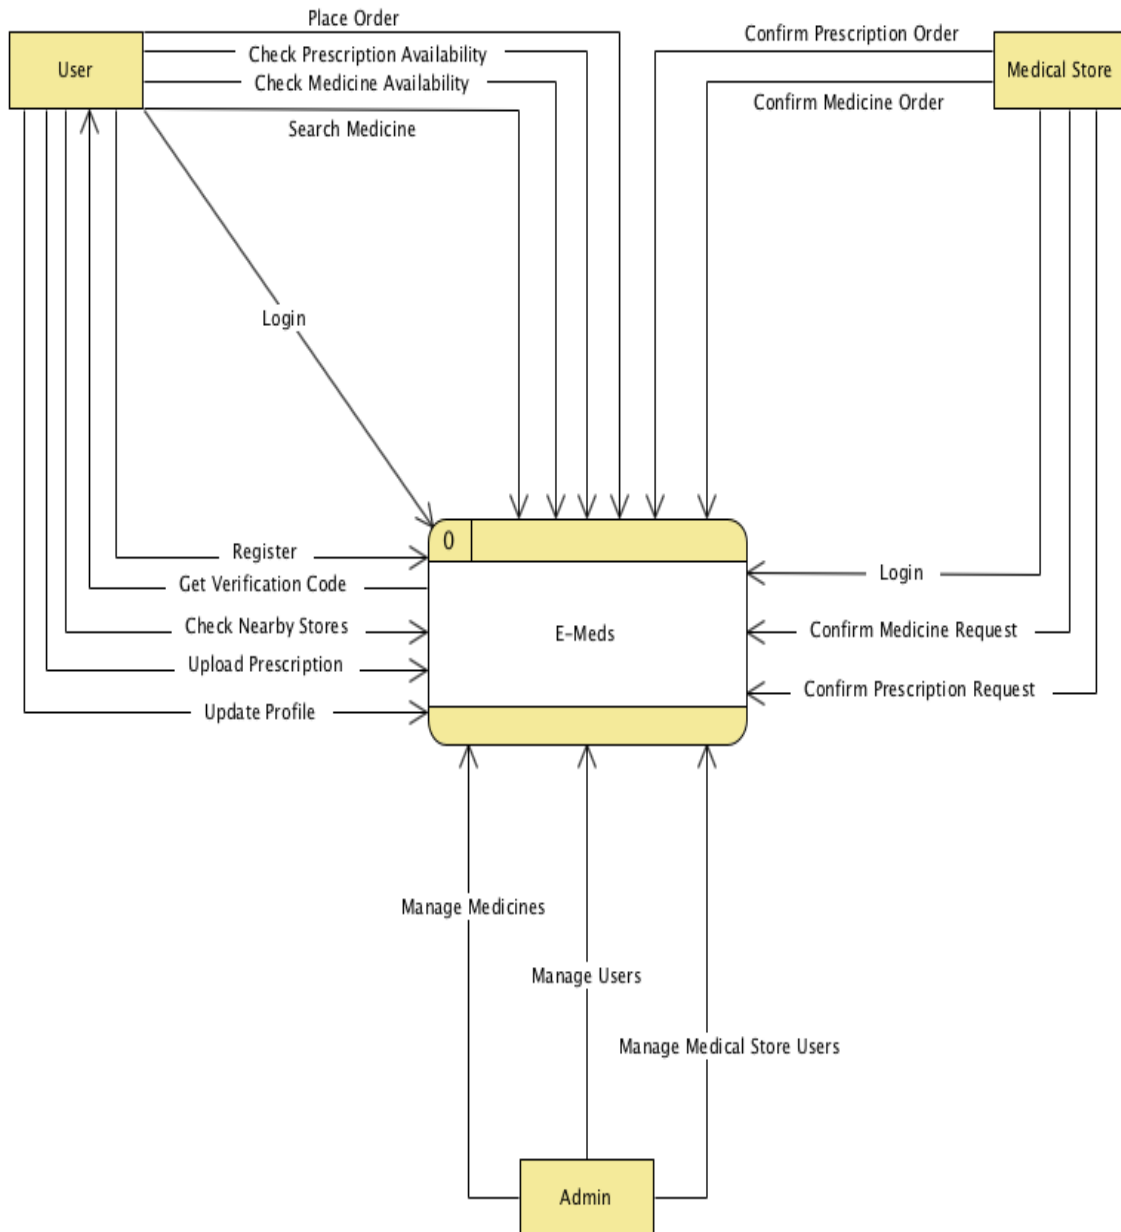 Place Order
Confirm Prescription Order
Check Prescription Availability
User
Medical Store
Check Medicine Availability
Confirm Medicine Order
Search Medicine
Login
0
Register
Login
Get Verification Code
Check Nearby Stores
E-Meds
Confirm Medicine Request
Upload Prescription
Confirm Prescription Request
Update Profile
Manage Medicines
Manage Users
Manage Medical Store Users
Admin